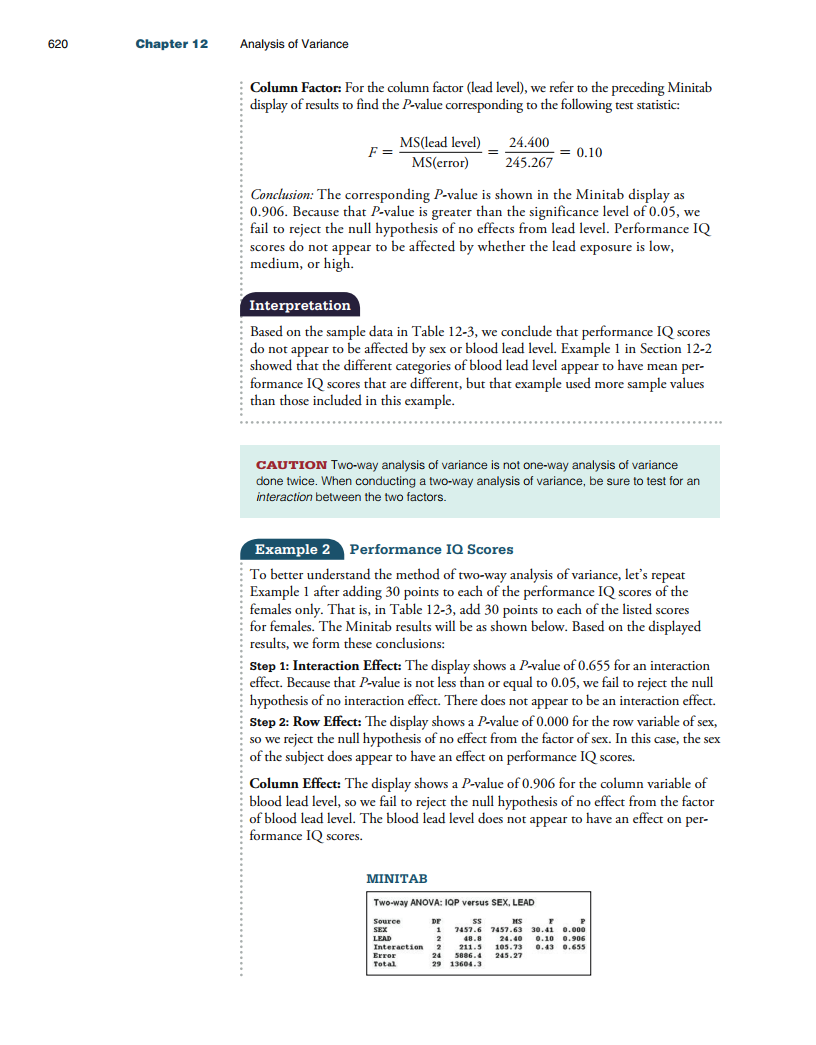 620 Chapter 12 Analysis of Variance
Column Factor: For the column factor (lead level), we refer to the preceding Minitab
display of results to find the P-value corresponding to the following test statistic:
F = MS(lead level) / MS(error) = 24.400 / 245.267 = 0.10
Conclusion: The corresponding P-value is shown in the Minitab display as
0.906. Because that P-value is greater than the significance level of 0.05, we
fail to reject the null hypothesis of no effects from lead level. Performance IQ
scores do not appear to be affected by whether the lead exposure is low,
medium, or high.
Interpretation
Based on the sample data in Table 12-3, we conclude that performance IQ scores
do not appear to be affected by sex or blood lead level. Example 1 in Section 12-2
showed that the different categories of blood lead level appear to have mean per-
formance IQ scores that are different, but that example used more sample values
than those included in this example.
CAUTION Two-way analysis of variance is not one-way analysis of variance
done twice. When conducting a two-way analysis of variance, be sure to test for an
interaction between the two factors.
Example 2 Performance IQ Scores
To better understand the method of two-way analysis of variance, let's repeat
Example 1 after adding 30 points to each of the performance IQ scores of the
females only. That is, in Table 12-3, add 30 points to each of the listed scores
for females. The Minitab results will be as shown below. Based on the displayed
results, we form these conclusions:
Step 1: Interaction Effect: The display shows a P-value of 0.655 for an interaction
effect. Because that P-value is not less than or equal to 0.05, we fail to reject the null
hypothesis of no interaction effect. There does not appear to be an interaction effect.
Step 2: Row Effect: The display shows a P-value of 0.000 for the row variable of sex,
so we reject the null hypothesis of no effect from the factor of sex. In this case, the sex
of the subject does appear to have an effect on performance IQ scores.
Column Effect: The display shows a P-value of 0.906 for the column variable of
blood lead level, so we fail to reject the null hypothesis of no effect from the factor
of blood lead level. The blood lead level does not appear to have an effect on per-
formance IQ scores.
MINITAB
Two-way ANOVA: IQP versus SEX, LEAD
Source DF SS MS F P
SEX 1 7457.6 7457.63 30.41 0.000
LEAD 2 48.8 24.40 0.10 0.906
Interaction 2 211.5 105.73 0.43 0.655
Error 24 5886.4 245.27
Total 29 13604.3